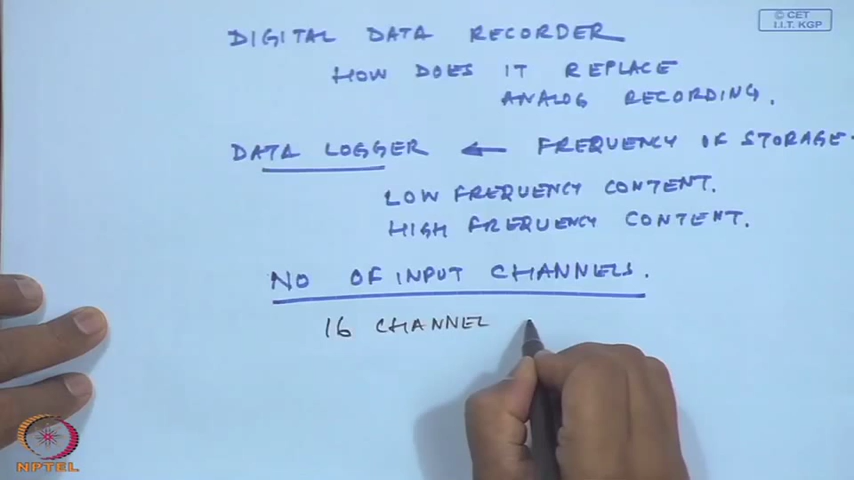 © CET
I.I.T. KGP
DIGITAL DATA RECORDER
HOW DOES IT REPLACE
ANALOG RECORDING.
DATA LOGGER ← FREQUENCY OF STORAGE.
LOW FREQUENCY CONTENT.
HIGH FREQUENCY CONTENT.
NO OF INPUT CHANNELS.
16 CHANNEL
NPTEL